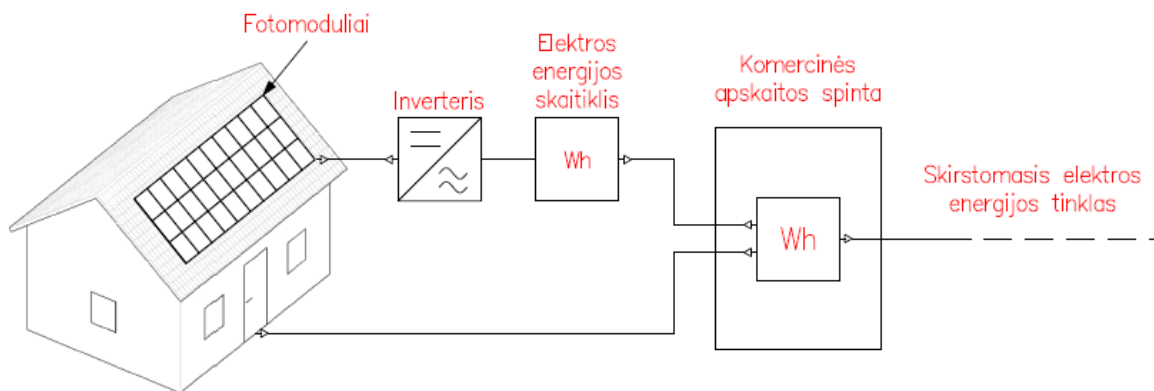 Fotomoduliai
Inverteris
Elektros
energijos
skaitiklis
Wh
Komercinės
apskaitos spinta
Wh
Skirstomasis elektros
energijos tinklas